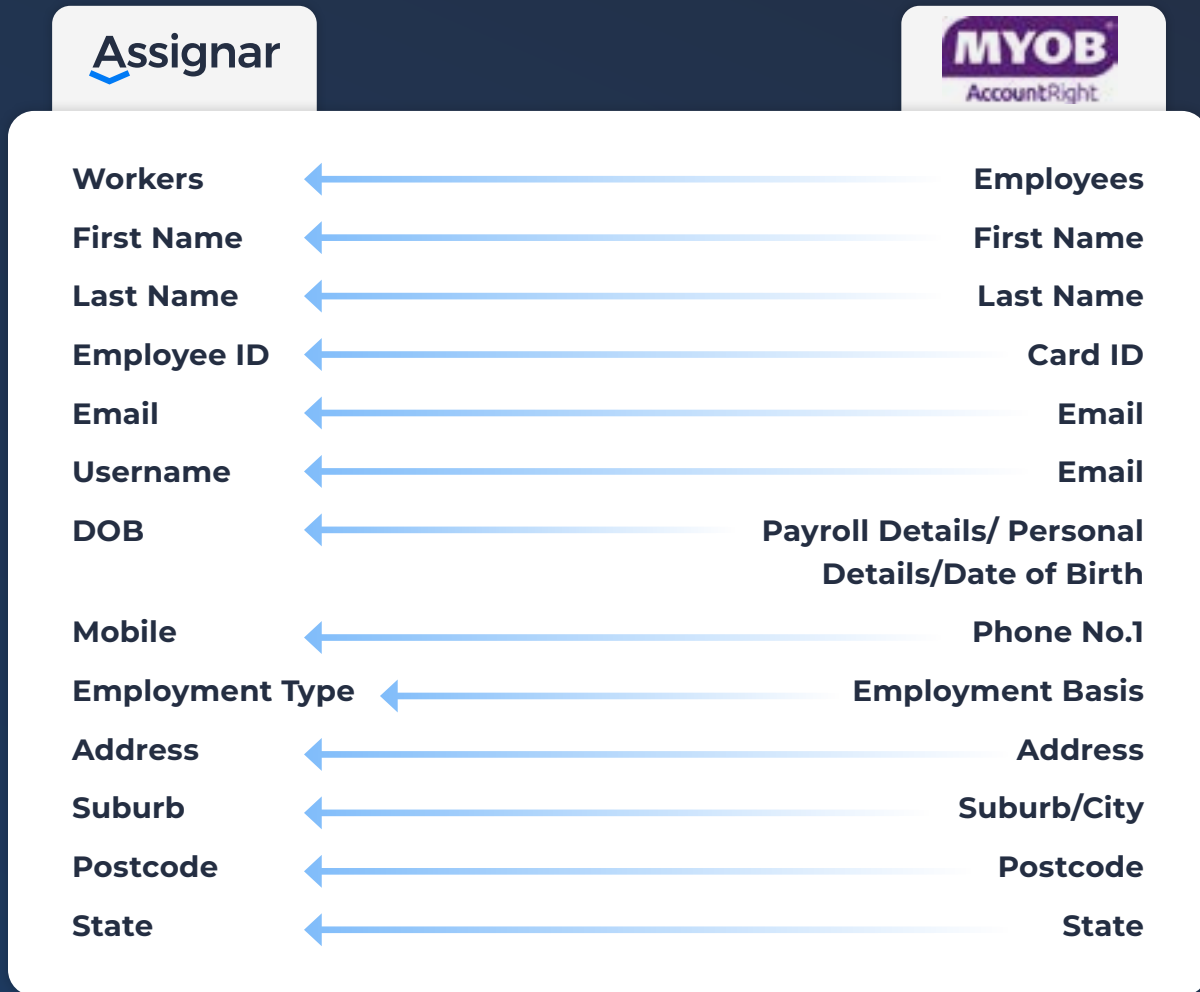 Assignar
MYOB
AccountRight
Workers Employees
First Name First Name
Last Name Last Name
Employee ID Card ID
Email Email
Username Email
DOB Payroll Details/ Personal
Details/Date of Birth
Mobile Phone No.1
Employment Type Employment Basis
Address Address
Suburb Suburb/City
Postcode Postcode
State State